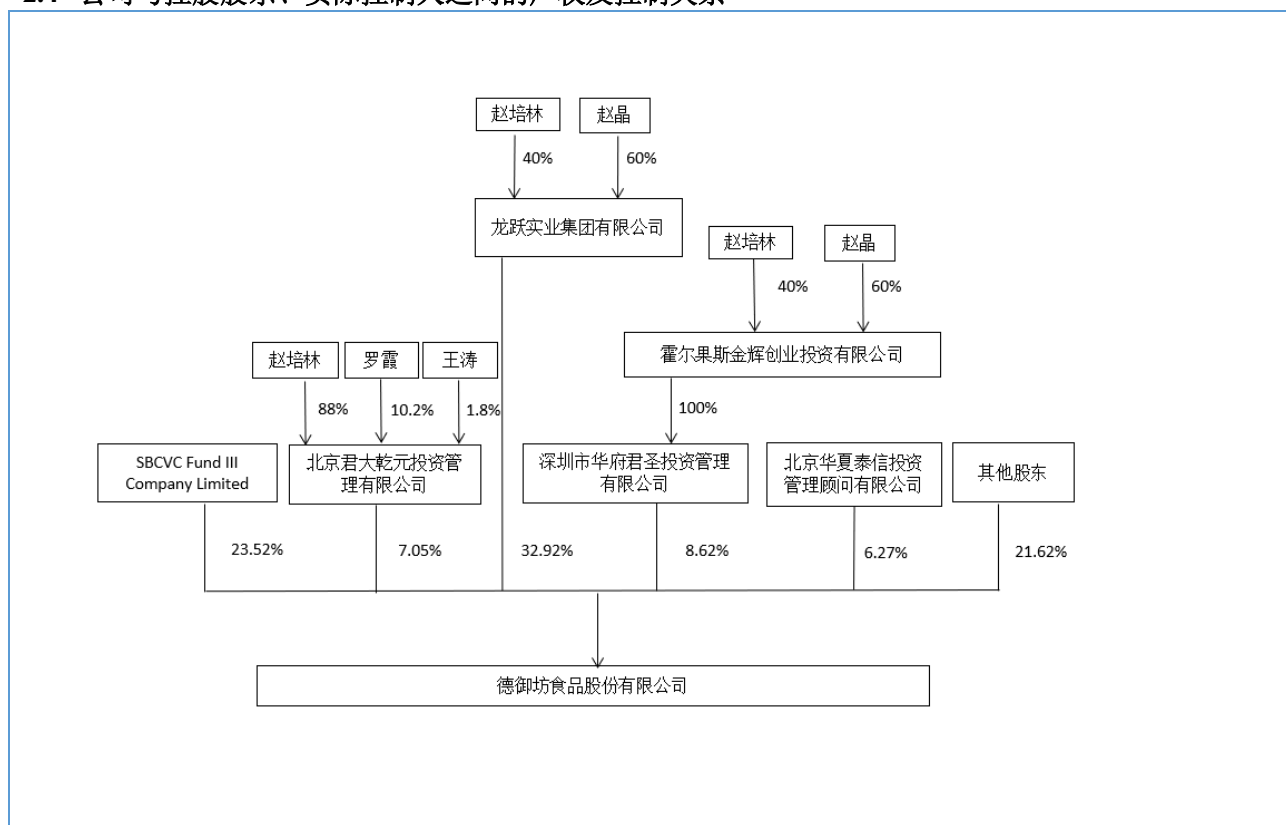 赵培林
赵晶
40%
60%
龙跃实业集团有限公司
赵培林
赵晶
40%
60%
霍尔果斯金辉创业投资有限公司
赵培林
罗霞
王涛
88%
10.2%
1.8%
100%
SBCVC Fund III
Company Limited
北京君大乾元投资管
理有限公司
深圳市华府君圣投资管理
有限公司
北京华夏泰信投资
管理顾问有限公司
其他股东
23.52%
7.05%
32.92%
8.62%
6.27%
21.62%
德御坊食品股份有限公司